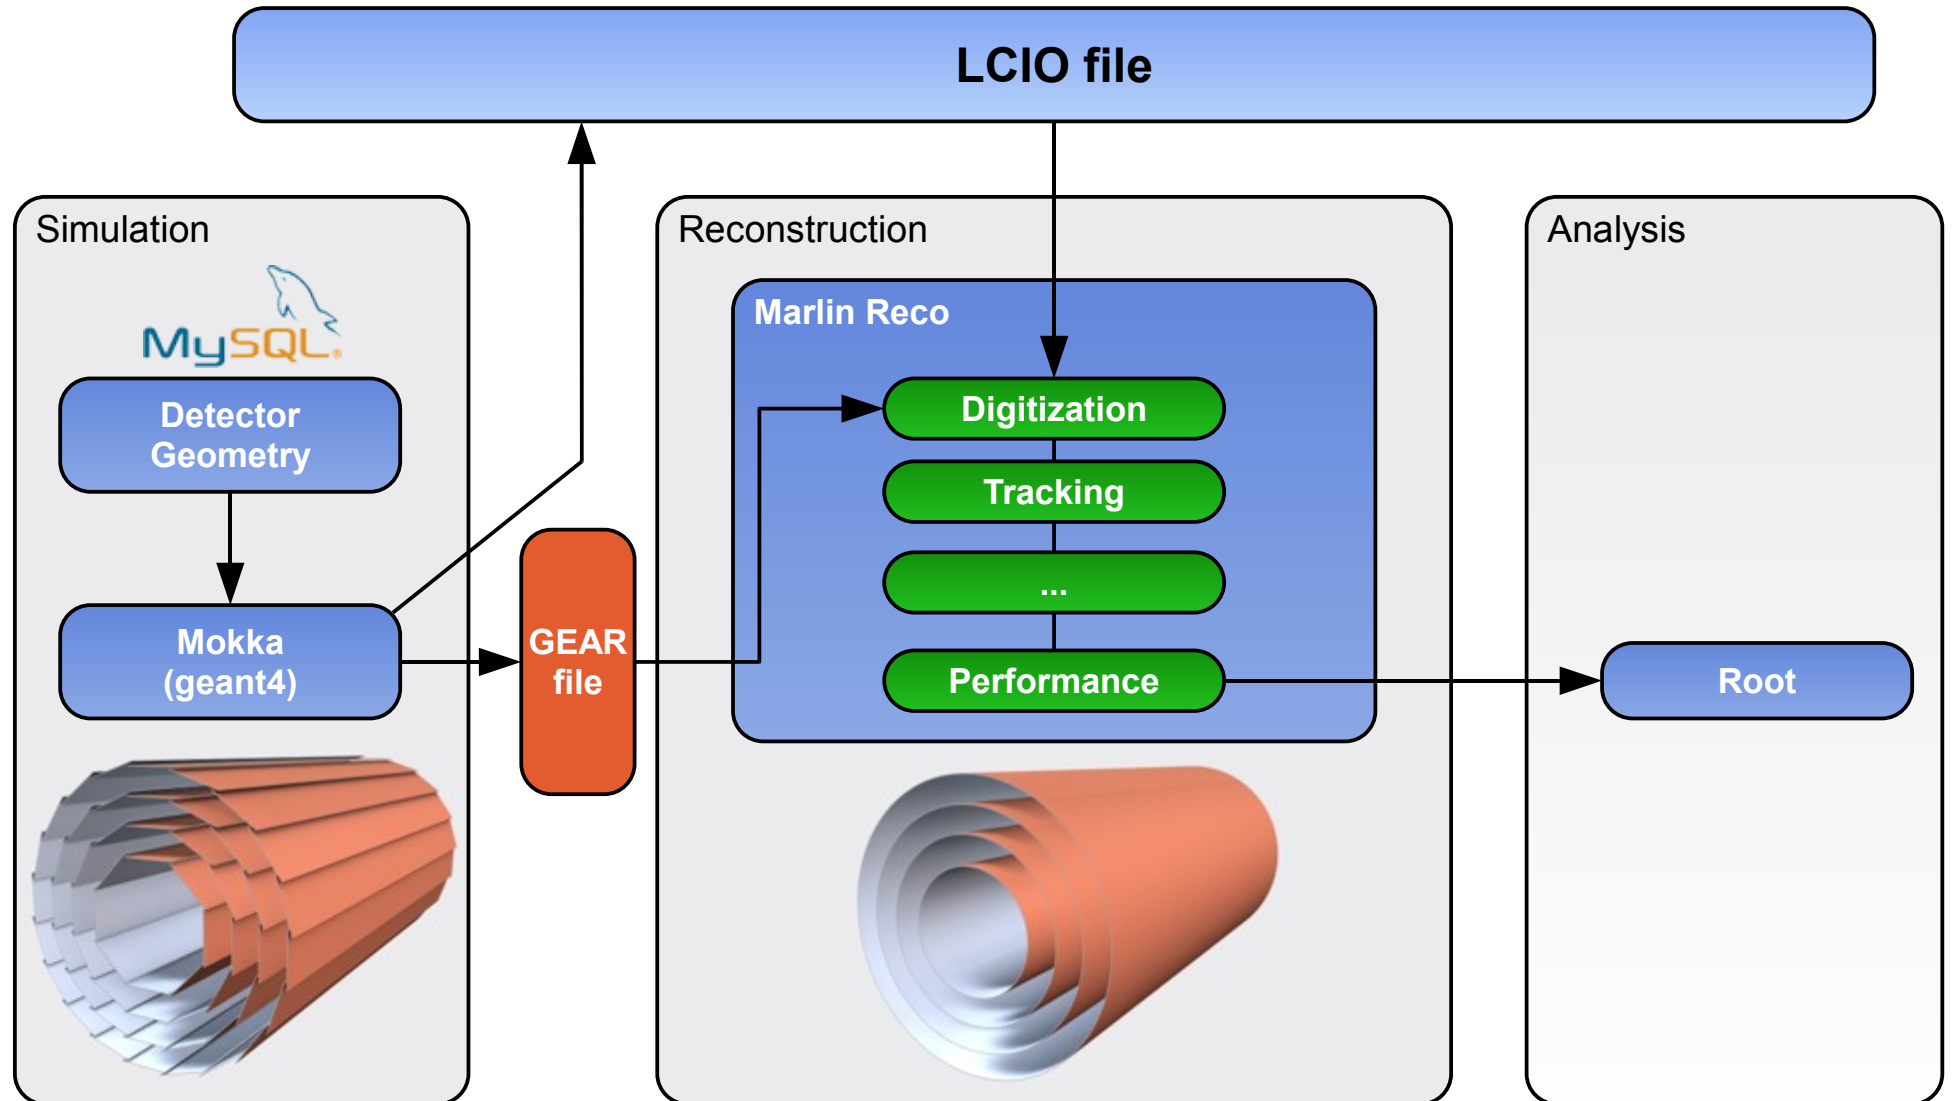 LCIO file
Simulation
MySQL®
Detector
Geometry
Mokka
(geant4)
GEAR
file
Reconstruction
Marlin Reco
Digitization
Tracking
...
Performance
Analysis
Root